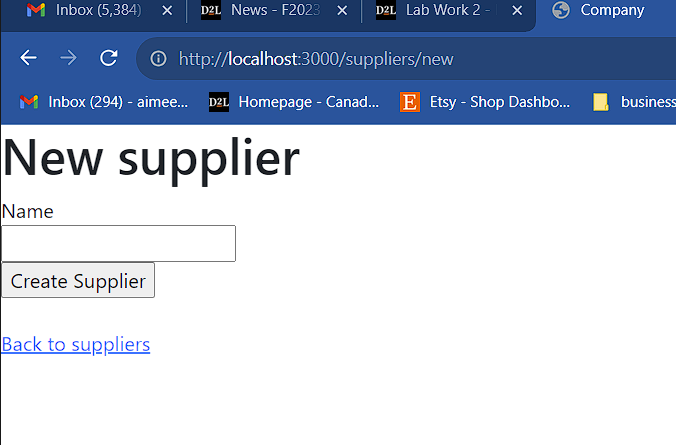 Inbox (5,384)
D2L News - F2023
D2L Lab Work 2 -
Company
http://localhost:3000/suppliers/new
Inbox (294) - aimee...
D2L Homepage - Canad...
E Etsy - Shop Dashbo...
business
New supplier
Name
Create Supplier
Back to suppliers